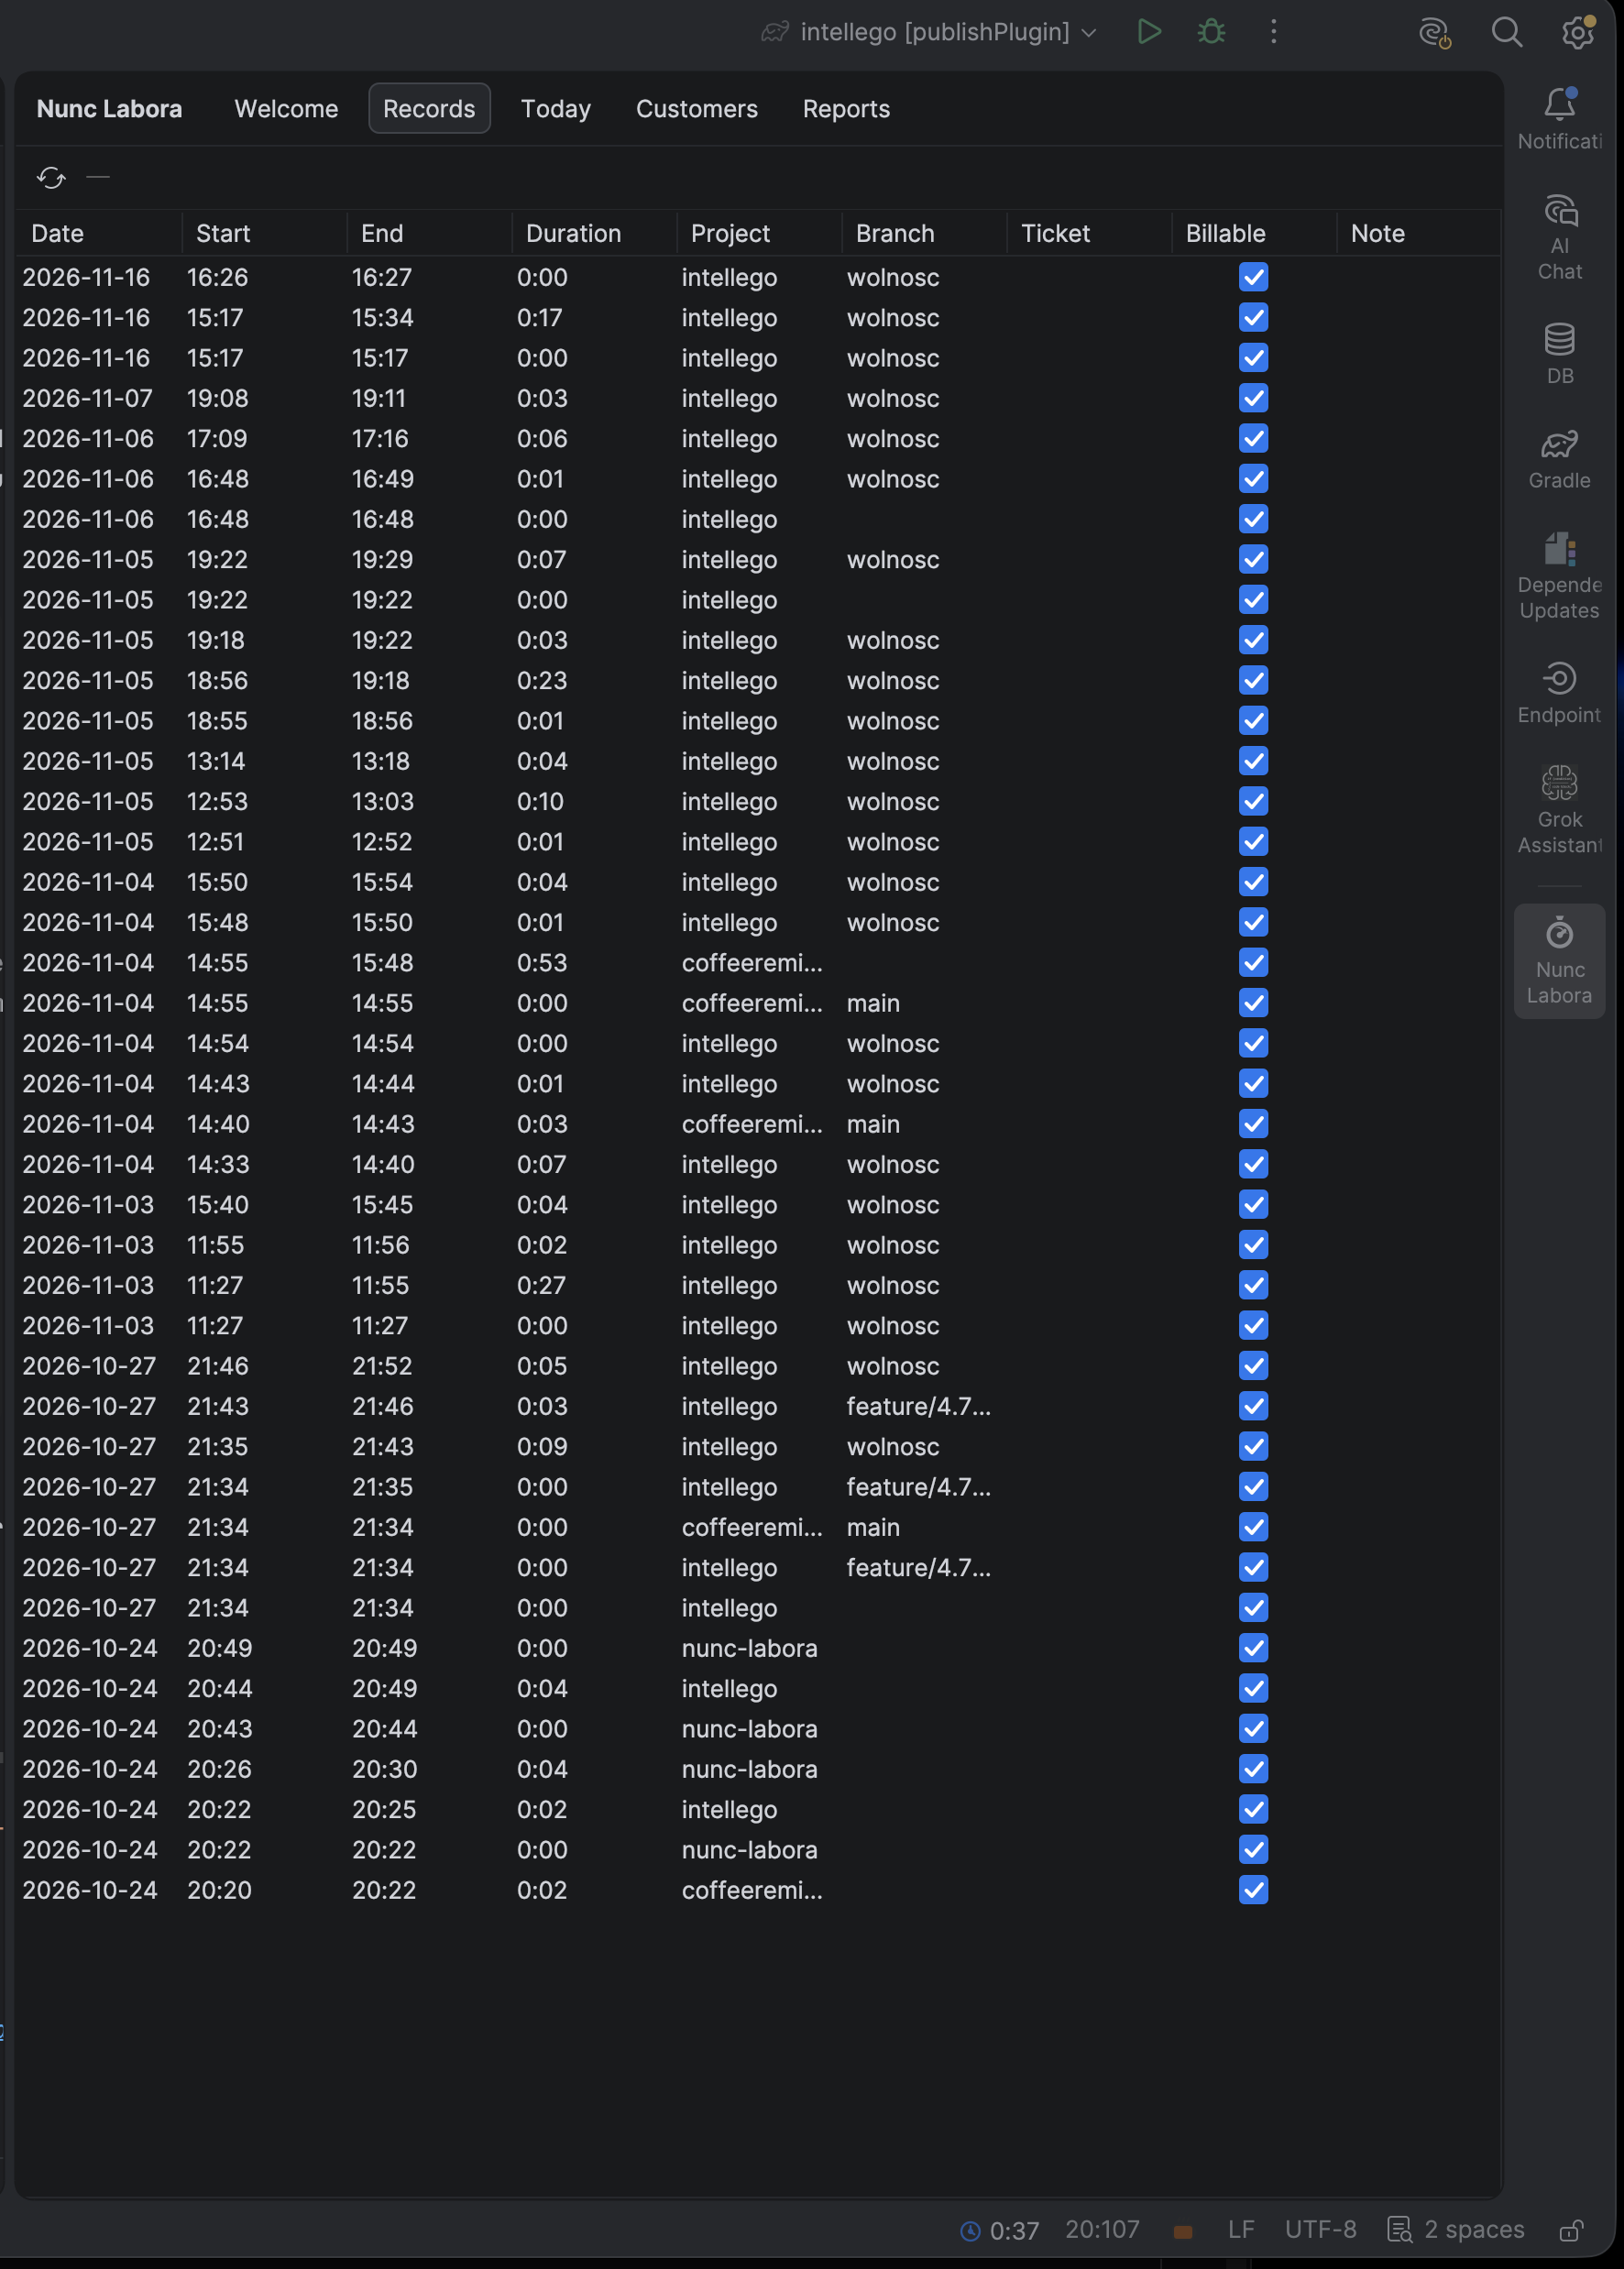 intellego [publishPlugin]
Nunc Labora Welcome Records Today Customers Reports
Date Start End Duration Project Branch Ticket Billable Note
2026-11-16 16:26 16:27 0:00 intellego wolnosc
2026-11-16 15:17 15:34 0:17 intellego wolnosc
2026-11-16 15:17 15:17 0:00 intellego wolnosc
2026-11-07 19:08 19:11 0:03 intellego wolnosc
2026-11-06 17:09 17:16 0:06 intellego wolnosc
2026-11-06 16:48 16:49 0:01 intellego wolnosc
2026-11-06 16:48 16:48 0:00 intellego
2026-11-05 19:22 19:29 0:07 intellego wolnosc
2026-11-05 19:22 19:22 0:00 intellego
2026-11-05 19:18 19:22 0:03 intellego wolnosc
2026-11-05 18:56 19:18 0:23 intellego wolnosc
2026-11-05 18:55 18:56 0:01 intellego wolnosc
2026-11-05 13:14 13:18 0:04 intellego wolnosc
2026-11-05 12:53 13:03 0:10 intellego wolnosc
2026-11-05 12:51 12:52 0:01 intellego wolnosc
2026-11-04 15:50 15:54 0:04 intellego wolnosc
2026-11-04 15:48 15:50 0:01 intellego wolnosc
2026-11-04 14:55 15:48 0:53 coffeeremi...
2026-11-04 14:55 14:55 0:00 coffeeremi... main
2026-11-04 14:54 14:54 0:00 intellego wolnosc
2026-11-04 14:43 14:44 0:01 intellego wolnosc
2026-11-04 14:40 14:43 0:03 coffeeremi... main
2026-11-04 14:33 14:40 0:07 intellego wolnosc
2026-11-03 15:40 15:45 0:04 intellego wolnosc
2026-11-03 11:55 11:56 0:02 intellego wolnosc
2026-11-03 11:27 11:55 0:27 intellego wolnosc
2026-11-03 11:27 11:27 0:00 intellego wolnosc
2026-10-27 21:46 21:52 0:05 intellego wolnosc
2026-10-27 21:43 21:46 0:03 intellego feature/4.7...
2026-10-27 21:35 21:43 0:09 intellego wolnosc
2026-10-27 21:34 21:35 0:00 intellego feature/4.7...
2026-10-27 21:34 21:34 0:00 coffeeremi... main
2026-10-27 21:34 21:34 0:00 intellego feature/4.7...
2026-10-27 21:34 21:34 0:00 intellego
2026-10-24 20:49 20:49 0:00 nunc-labora
2026-10-24 20:44 20:49 0:04 intellego
2026-10-24 20:43 20:44 0:00 nunc-labora
2026-10-24 20:26 20:30 0:04 nunc-labora
2026-10-24 20:22 20:25 0:02 intellego
2026-10-24 20:22 20:22 0:00 nunc-labora
2026-10-24 20:20 20:22 0:02 coffeeremi...
Notificati
AI
Chat
DB
Gradle
Depende
Updates
Endpoint
Grok
Assistant
Nunc
Labora
0:37 20:107 LF UTF-8 2 spaces